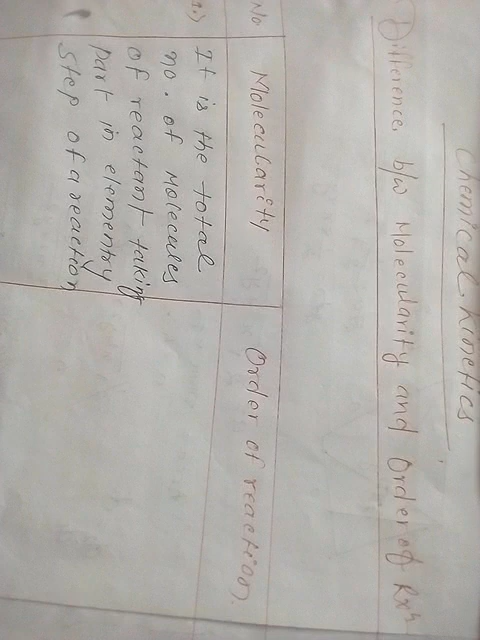 Chemical kinetics
Difference b/w Molecularity and Order of Rxⁿ
No Molecularity Order of reaction.
1.) It is the total
no. of Molecules
of reactant taking
part in elementry
step of a reaction